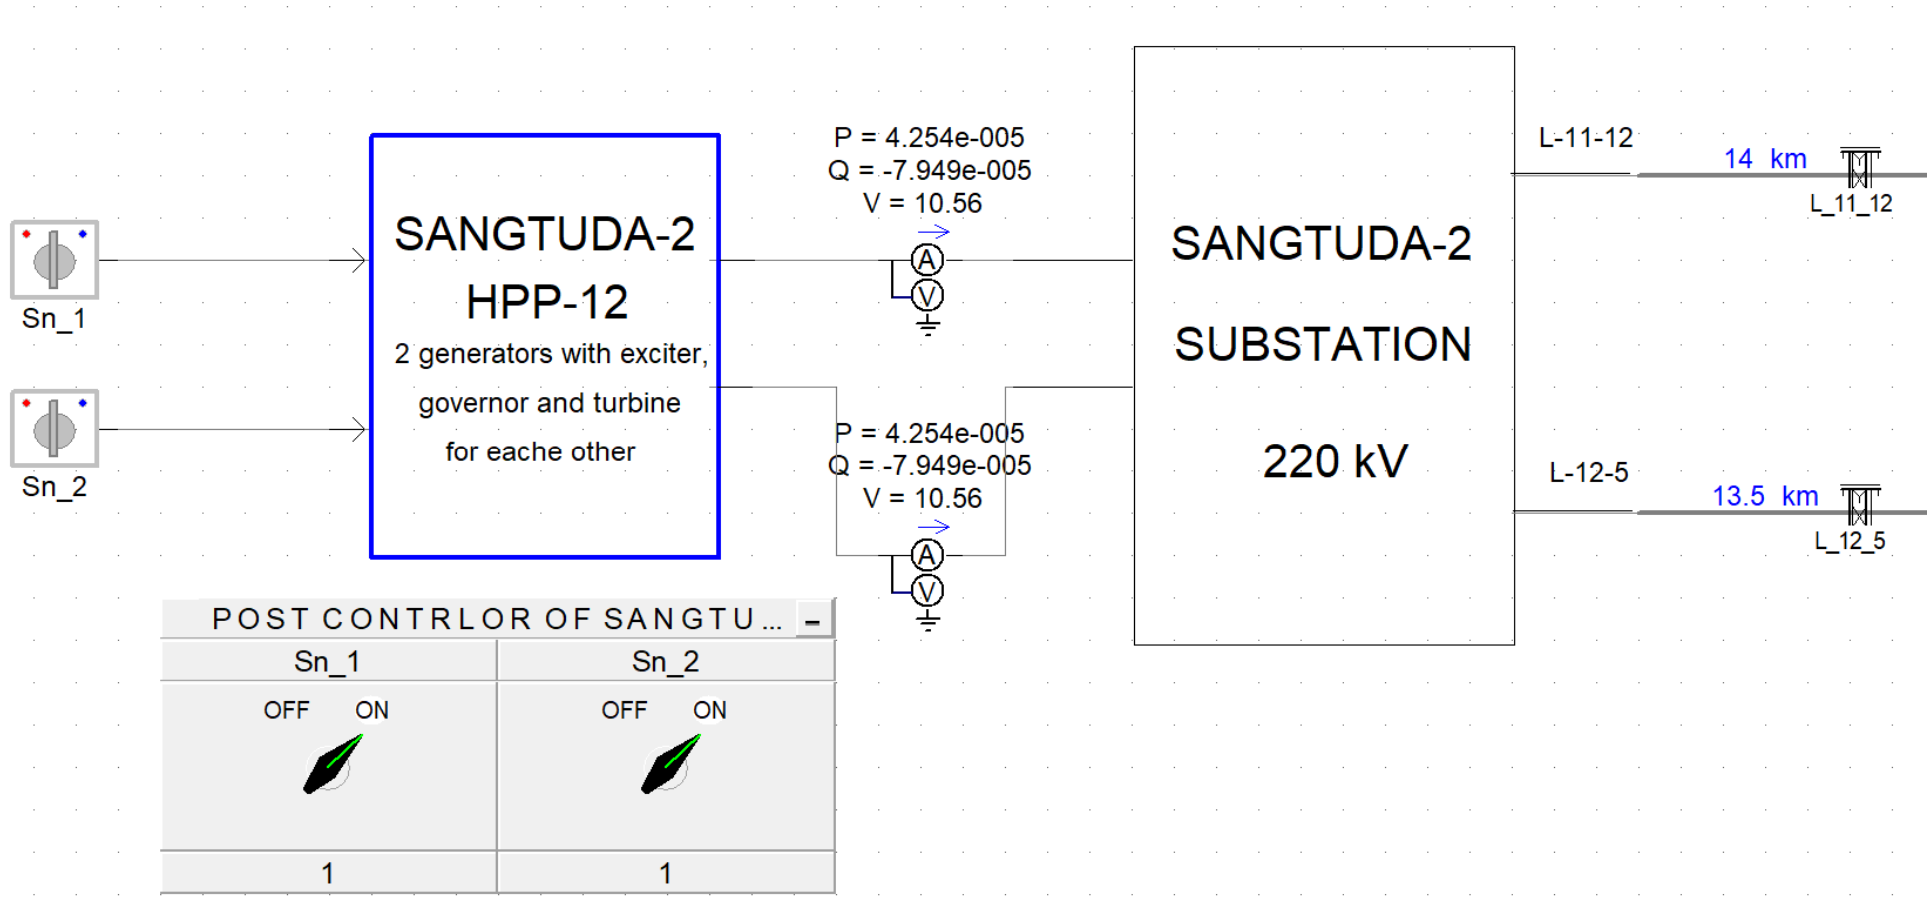 Sn_1
Sn_2
SANGTUDA-2
HPP-12
2 generators with exciter,
governor and turbine
for eache other
P = 4.254e-005
Q = -7.949e-005
V = 10.56
A
V
P = 4.254e-005
Q = -7.949e-005
V = 10.56
A
V
SANGTUDA-2
SUBSTATION
220 kV
L-11-12
14 km
L_11_12
L-12-5
13.5 km
L_12_5
POST CONTRLOR OF SANGTU...
Sn_1
Sn_2
OFF ON
OFF ON
1
1